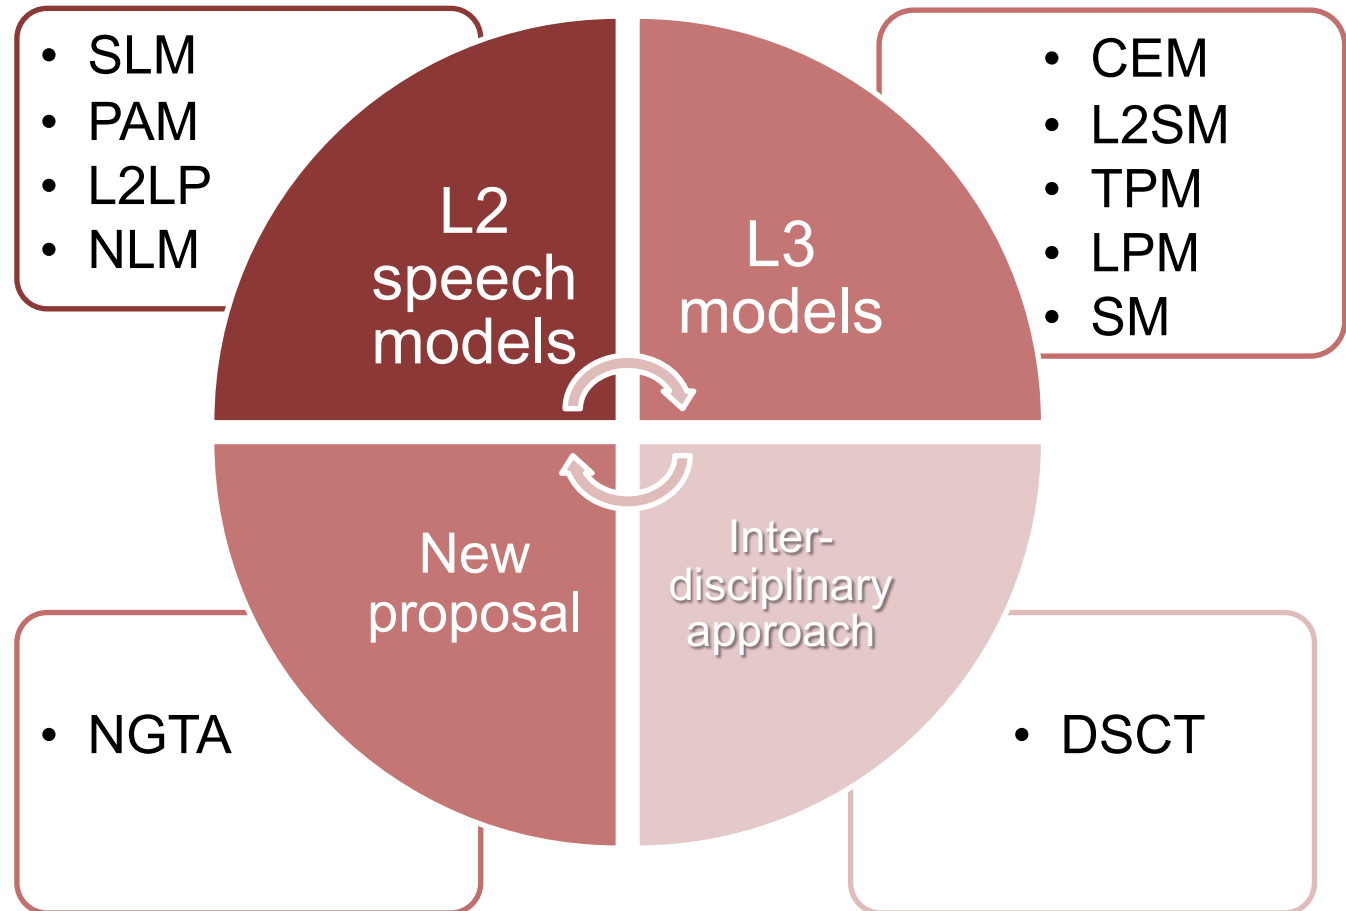 • SLM
• PAM
• L2LP
• NLM
L2
speech
models
L3
models
• CEM
• L2SM
• TPM
• LPM
• SM
New
proposal
• NGTA
Inter-
disciplinary
approach
• DSCT